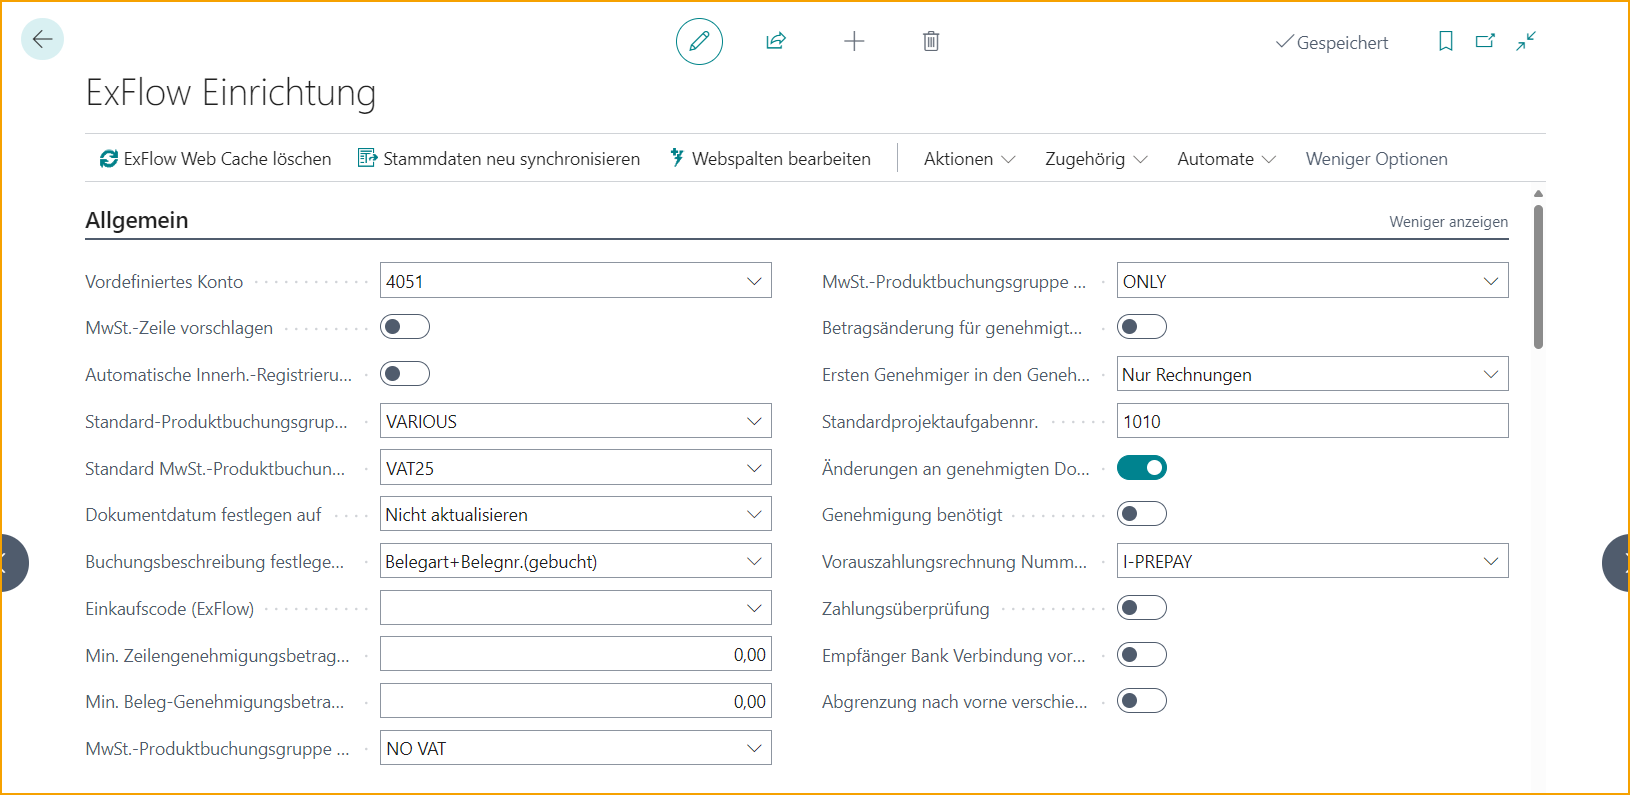 Gespeichert
ExFlow Einrichtung
ExFlow Web Cache löschen Stammdaten neu synchronisieren Webspalten bearbeiten Aktionen Zugehörig Automate Weniger Optionen
Allgemein
Weniger anzeigen
Vordefiniertes Konto 4051
MwSt.-Zeile vorschlagen
Automatische Innerh.-Registrieru...
Standard-Produktbuchungsgrup... VARIOUS
Standard MwSt.-Produktbuchun... VAT25
Dokumentdatum festlegen auf Nicht aktualisieren
Buchungsbeschreibung festlege... Belegart+Belegnr.(gebucht)
Einkaufscode (ExFlow)
Min. Zeilengenehmigungsbetrag... 0,00
Min. Beleg-Genehmigungsbetra... 0,00
MwSt.-Produktbuchungsgruppe ... NO VAT
MwSt.-Produktbuchungsgruppe ... ONLY
Betragsänderung für genehmigt...
Ersten Genehmiger in den Geneh... Nur Rechnungen
Standardprojektaufgabennr. 1010
Änderungen an genehmigten Do...
Genehmigung benötigt
Vorauszahlungsrechnung Numm... I-PREPAY
Zahlungsüberprüfung
Empfänger Bank Verbindung vor...
Abgrenzung nach vorne verschie...